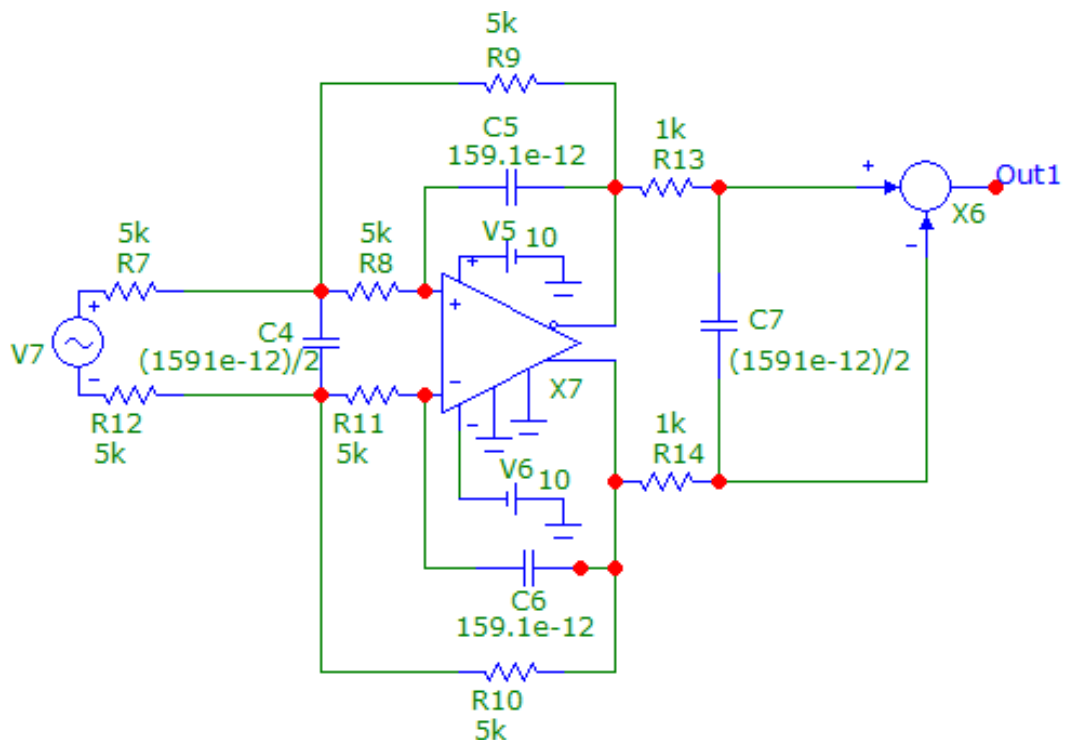 5k
R9
C5
159.1e-12
1k
R13
Out1
X6
+
-
5k
R7
5k
R8
V5
10
+
+
+
V7
-
C4
(1591e-12)/2
C7
(1591e-12)/2
-
X7
-
R12
5k
R11
5k
1k
R14
V6
10
C6
159.1e-12
R10
5k